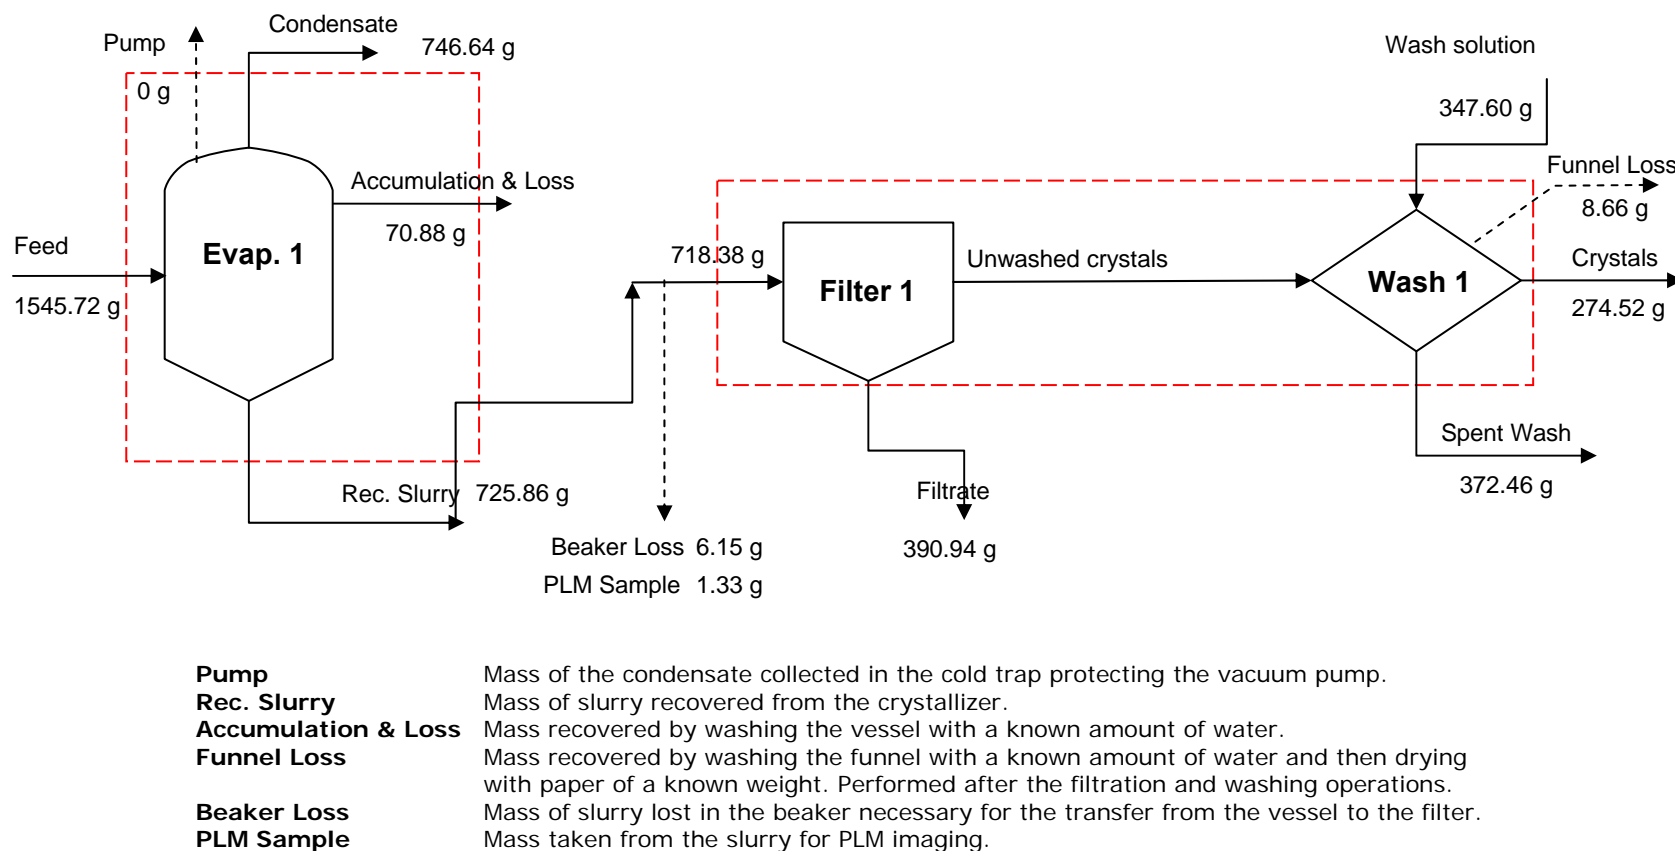 Pump
0 g
Condensate
746.64 g
Wash solution
347.60 g
Funnel Loss
8.66 g
Accumulation & Loss
70.88 g
Feed
1545.72 g
Evap. 1
718.38 g
Filter 1
Unwashed crystals
Wash 1
Crystals
274.52 g
Spent Wash
372.46 g
Rec. Slurry 725.86 g
Filtrate
390.94 g
Beaker Loss 6.15 g
PLM Sample 1.33 g
Pump Mass of the condensate collected in the cold trap protecting the vacuum pump.
Rec. Slurry Mass of slurry recovered from the crystallizer.
Accumulation & Loss Mass recovered by washing the vessel with a known amount of water.
Funnel Loss Mass recovered by washing the funnel with a known amount of water and then drying
with paper of a known weight. Performed after the filtration and washing operations.
Beaker Loss Mass of slurry lost in the beaker necessary for the transfer from the vessel to the filter.
PLM Sample Mass taken from the slurry for PLM imaging.